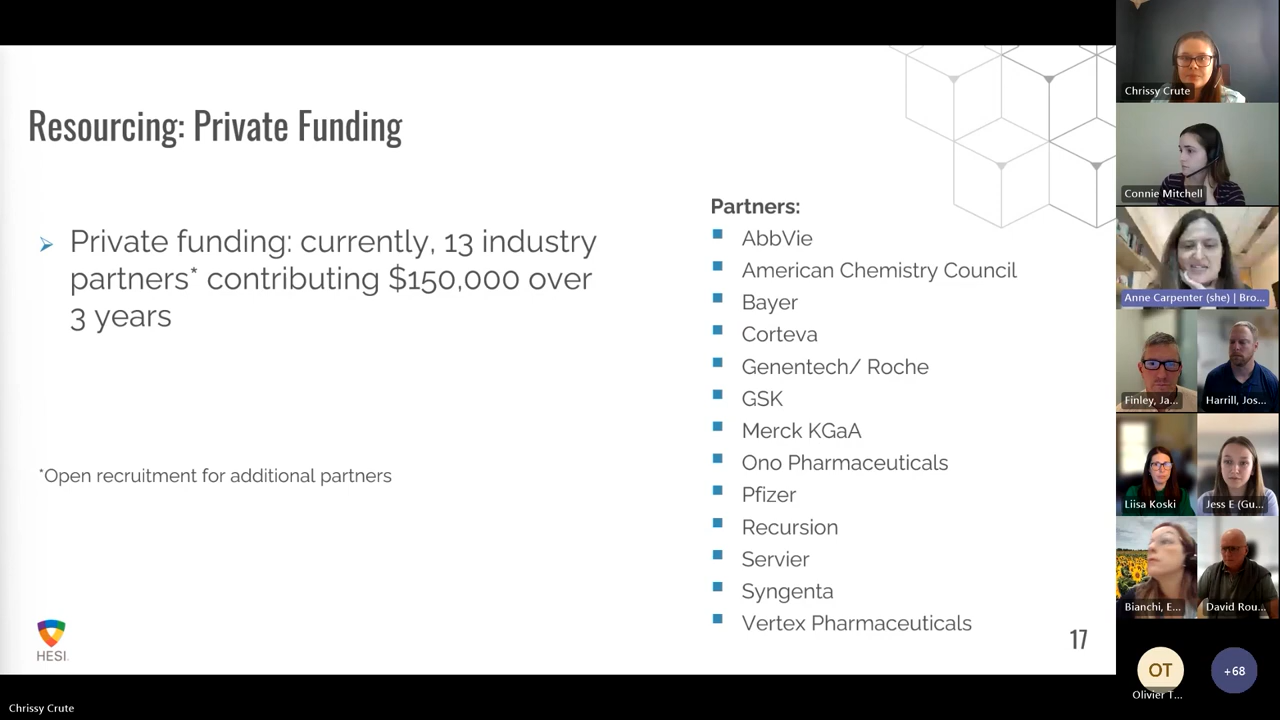 Resourcing: Private Funding
Private funding: currently, 13 industry
partners* contributing $150,000 over
3 years
*Open recruitment for additional partners
Partners:
AbbVie
American Chemistry Council
Bayer
Corteva
Genentech/ Roche
GSK
Merck KGaA
Ono Pharmaceuticals
Pfizer
Recursion
Servier
Syngenta
Vertex Pharmaceuticals
HESI
17
Chrissy Crute
Chrissy Crute
Connie Mitchell
Anne Carpenter (she) | Bro...
Finley, Ja...
Harrill, Jos...
Liisa Koski
Jess E (Gu...
Bianchi, E...
David Rou...
OT
Olivier T...
+68